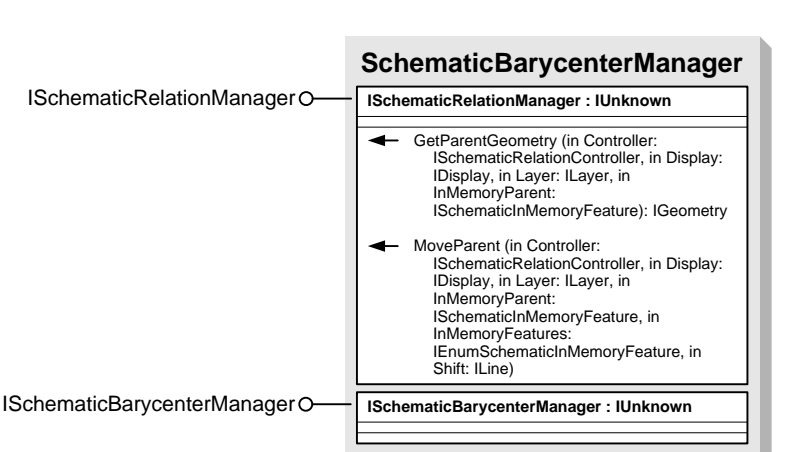 SchematicBarycenterManager
ISchematicRelationManager
ISchematicRelationManager : IUnknown
GetParentGeometry (in Controller:
ISchematicRelationController, in Display:
IDisplay, in Layer: ILayer, in
InMemoryParent:
ISchematicInMemoryFeature): IGeometry
MoveParent (in Controller:
ISchematicRelationController, in Display:
IDisplay, in Layer: ILayer, in
InMemoryParent:
ISchematicInMemoryFeature, in
InMemoryFeatures:
IEnumSchematicInMemoryFeature, in
Shift: ILine)
ISchematicBarycenterManager
ISchematicBarycenterManager : IUnknown